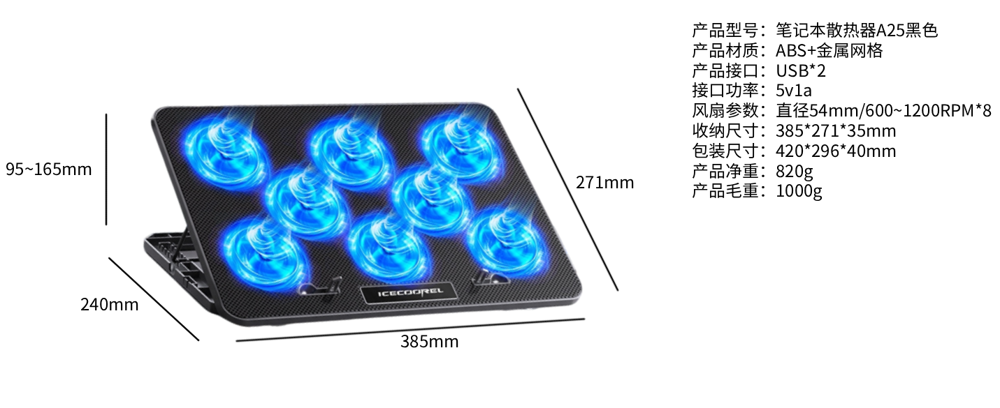 产品型号：笔记本散热器A25黑色
产品材质：ABS+金属网格
产品接口：USB*2
接口功率：5v1a
风扇参数：直径54mm/600~1200RPM*8
收纳尺寸：385*271*35mm
包装尺寸：420*296*40mm
产品净重：820g
产品毛重：1000g
95~165mm
271mm
240mm
385mm
ICECOOREL